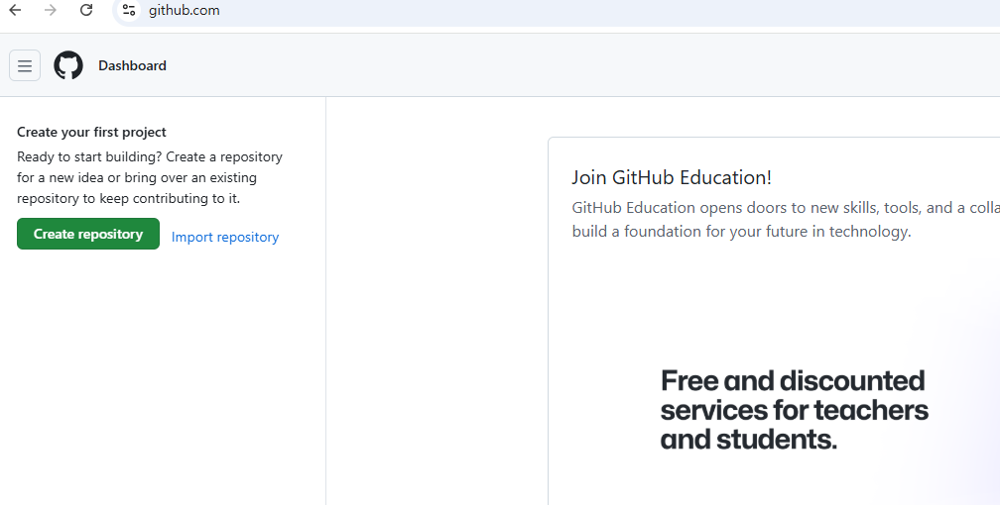 github.com
Dashboard
Create your first project
Ready to start building? Create a repository
for a new idea or bring over an existing
repository to keep contributing to it.
Create repository
Import repository
Join GitHub Education!
GitHub Education opens doors to new skills, tools, and a
build a foundation for your future in technology.
Free and discounted
services for teachers
and students.